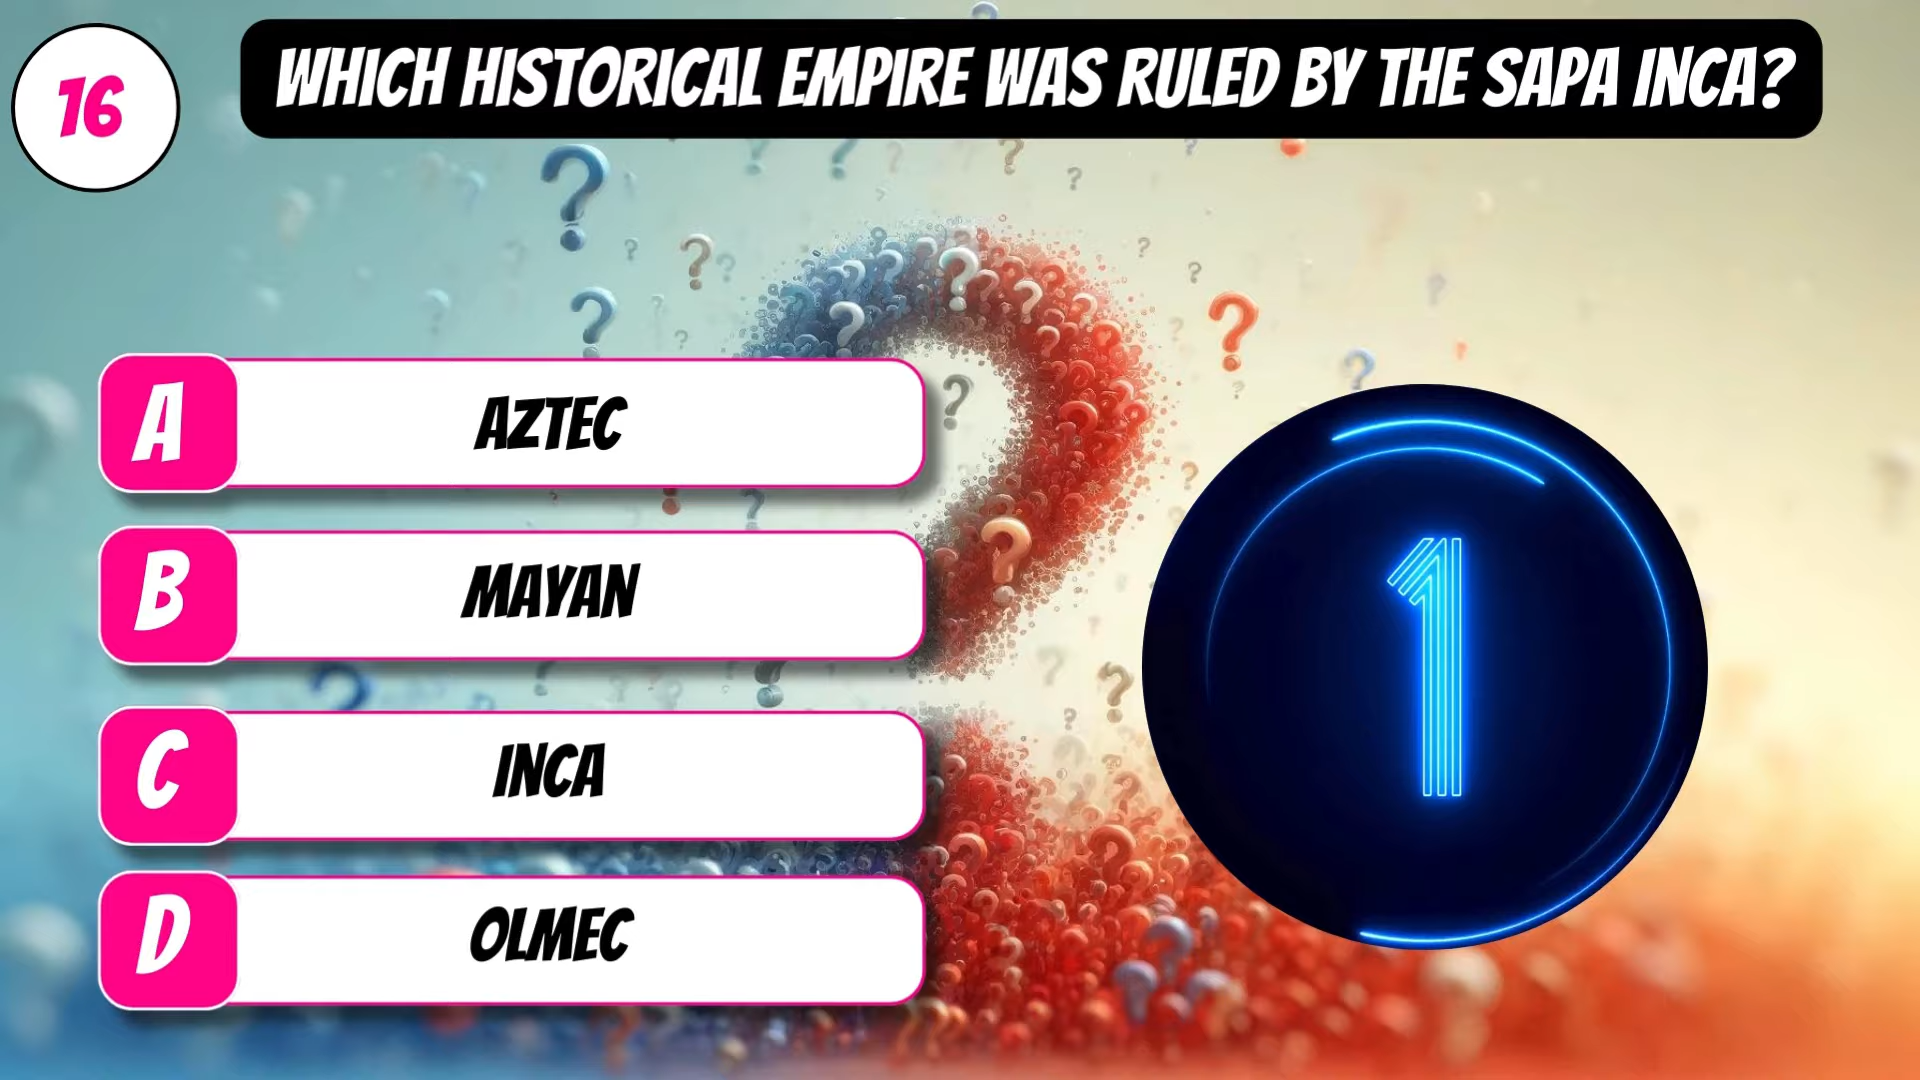 16
WHICH HISTORICAL EMPIRE WAS RULED BY THE SAPA INCA?
A
AZTEC
B
MAYAN
C
INCA
D
OLMEC
1